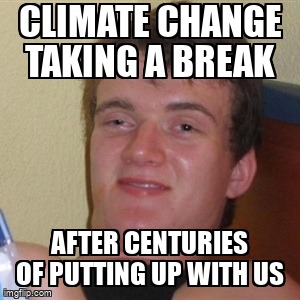 CLIMATE CHANGE
TAKING A BREAK
AFTER CENTURIES
OF PUTTING UP WITH US
imgflip.com